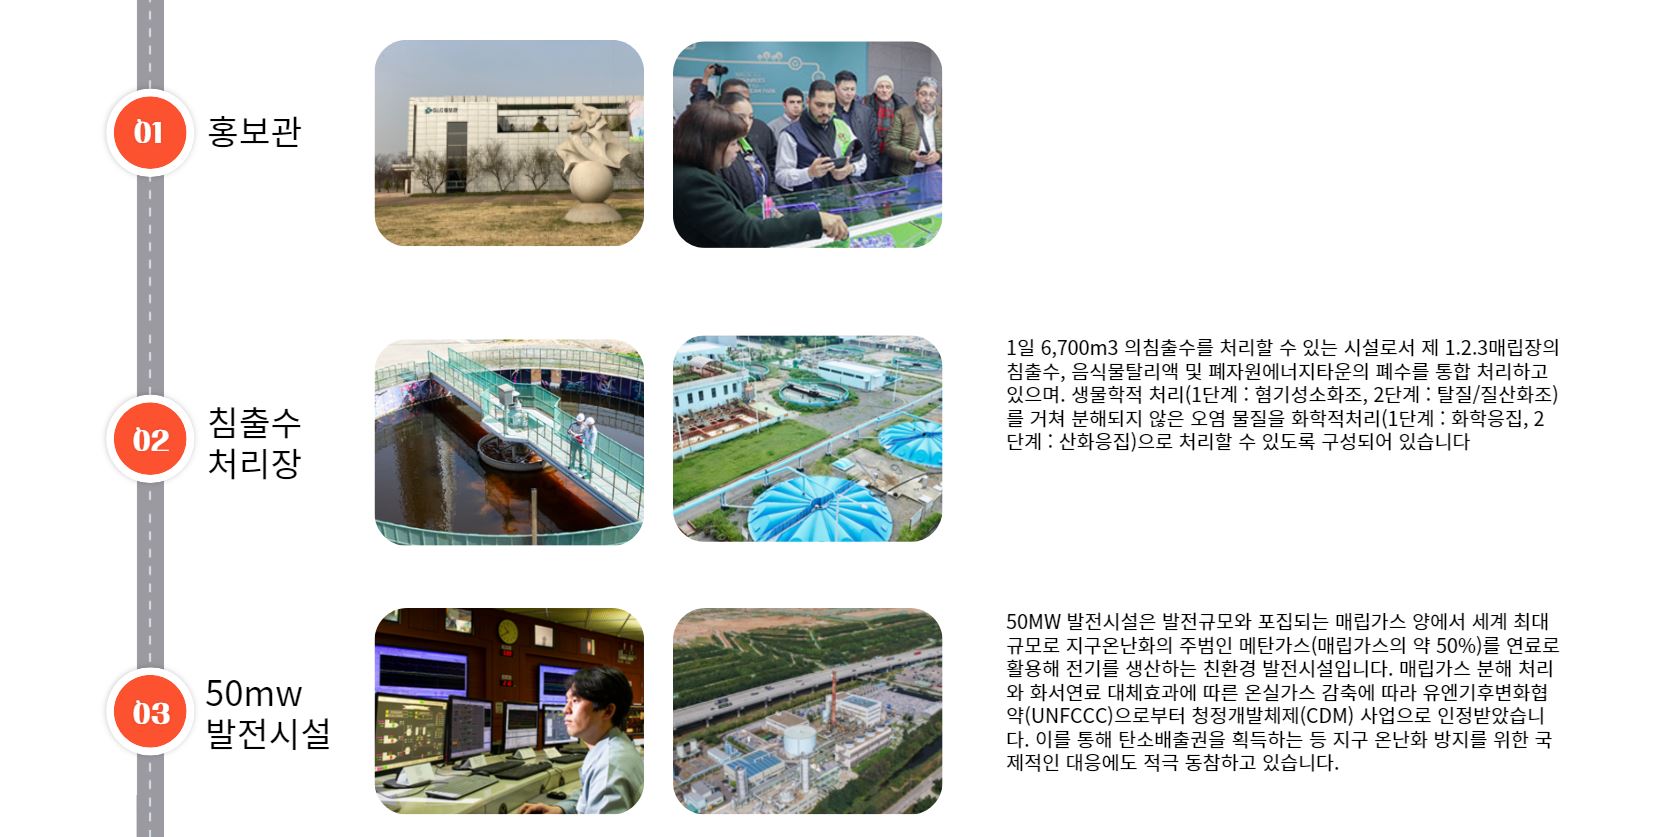 01
홍보관
02
침출수
처리장
1일 6,700m3 의침출수를 처리할 수 있는 시설로서 제 1.2.3매립장의
침출수, 음식물탈리액 및 폐자원에너지타운의 폐수를 통합 처리하고
있으며. 생물학적 처리(1단계 : 혐기성소화조, 2단계 : 탈질/질산화조)
를 거쳐 분해되지 않은 오염 물질을 화학적처리(1단계 : 화학응집, 2
단계 : 산화응집)으로 처리할 수 있도록 구성되어 있습니다
03
50mw
발전시설
50MW 발전시설은 발전규모와 포집되는 매립가스 양에서 세계 최대
규모로 지구온난화의 주범인 메탄가스(매립가스의 약 50%)를 연료로
활용해 전기를 생산하는 친환경 발전시설입니다. 매립가스 분해 처리
와 화서연료 대체효과에 따른 온실가스 감축에 따라 유엔기후변화협
약(UNFCCC)으로부터 청정개발체제(CDM) 사업으로 인정받았습니
다. 이를 통해 탄소배출권을 획득하는 등 지구 온난화 방지를 위한 국
제적인 대응에도 적극 동참하고 있습니다.